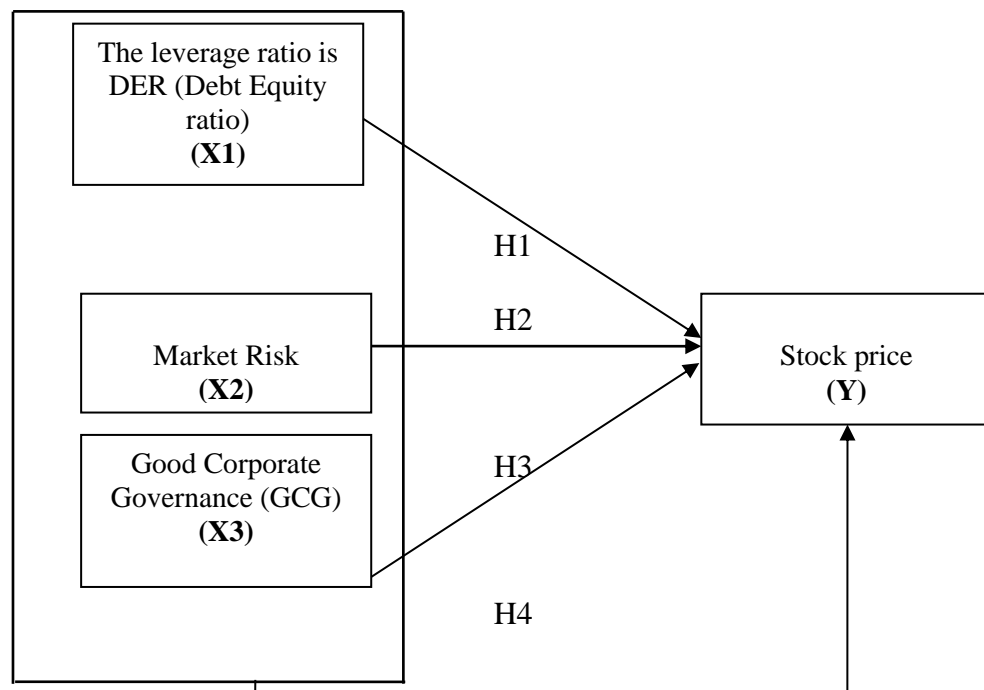 The leverage ratio is
DER (Debt Equity
ratio)
(X1)
H1
H2
Market Risk
(X2)
Stock price
(Y)
Good Corporate
Governance (GCG)
(X3)
H3
H4